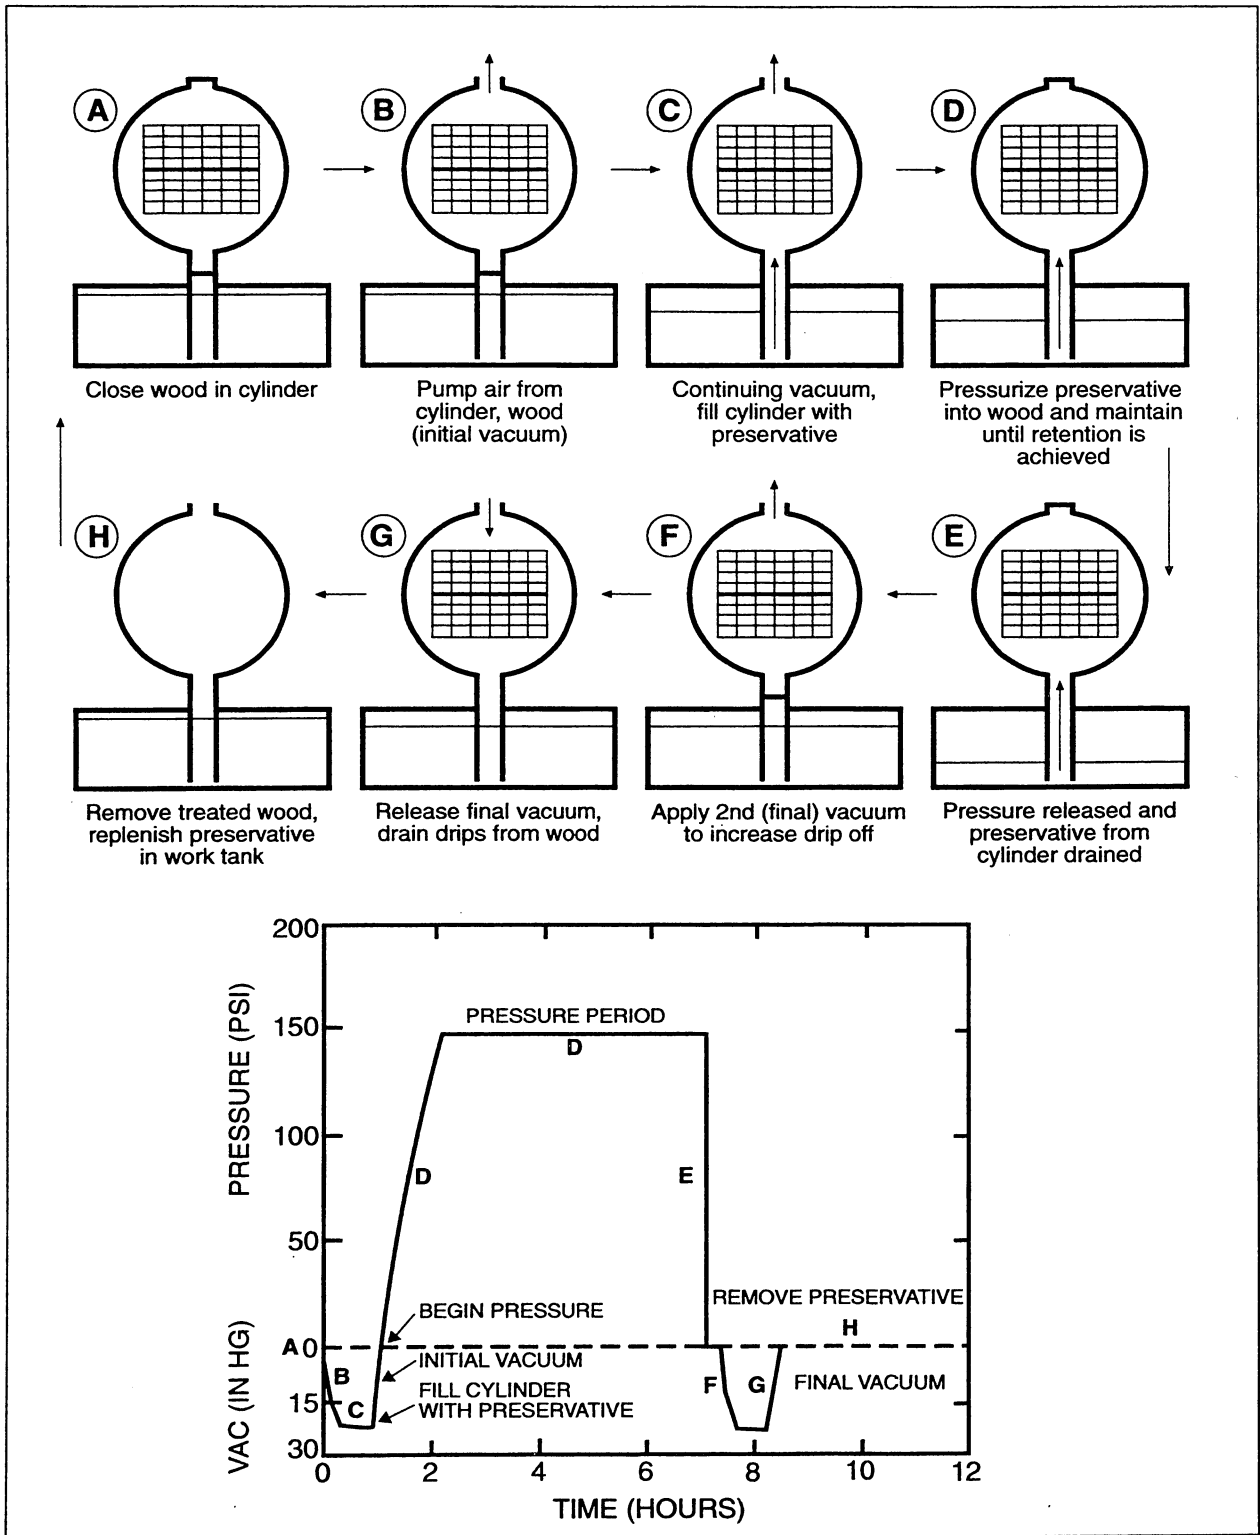 A
B
C
D
Close wood in cylinder
Pump air from
cylinder, wood
(initial vacuum)
Continuing vacuum,
fill cylinder with
preservative
Pressurize preservative
into wood and maintain
until retention is
achieved
H
G
F
E
Remove treated wood,
replenish preservative
in work tank
Release final vacuum,
drain drips from wood
Apply 2nd (final) vacuum
to increase drip off
Pressure released and
preservative from
cylinder drained
PRESSURE (PSI)
VAC (IN HG)
200
150
100
50
A 0
15
30
PRESSURE PERIOD
D
D
E
BEGIN PRESSURE
INITIAL VACUUM
FILL CYLINDER
WITH PRESERVATIVE
B
C
REMOVE PRESERVATIVE
H
F
G
FINAL VACUUM
0 2 4 6 8 10 12
TIME (HOURS)